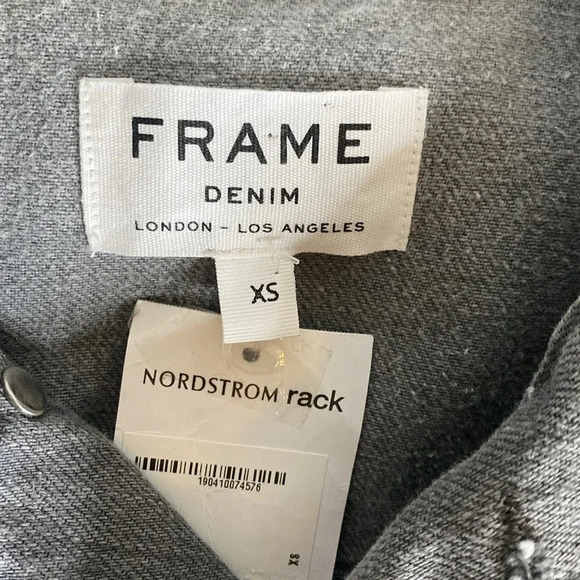 FRAME
DENIM
LONDON - LOS ANGELES
XS
NORDSTROM rack
190410074576
XS